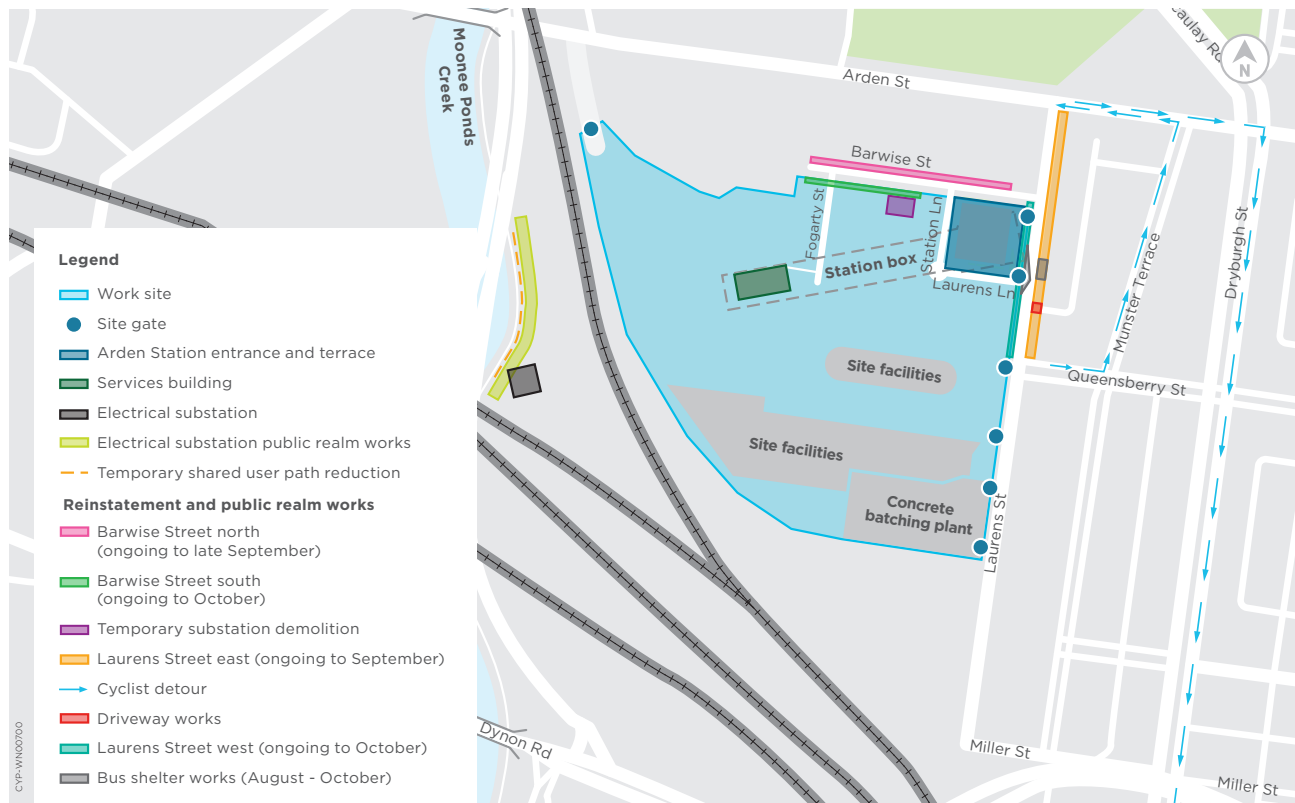 Moonee Ponds
Creek
Arden St
caulay Rd
N
Barwise St
Fogarty St
Station Ln
Station box
Laurens Ln
Munster Terrace
Dryburgh St
Queensberry St
Site facilities
Site facilities
Concrete
batching plant
Laurens St
Miller St
Miller St
Dynon Rd
Legend
Work site
Site gate
Arden Station entrance and terrace
Services building
Electrical substation
Electrical substation public realm works
Temporary shared user path reduction
Reinstatement and public realm works
Barwise Street north
(ongoing to late September)
Barwise Street south
(ongoing to October)
Temporary substation demolition
Laurens Street east (ongoing to September)
Cyclist detour
Driveway works
Laurens Street west (ongoing to October)
Bus shelter works (August - October)
CYP-WN00700